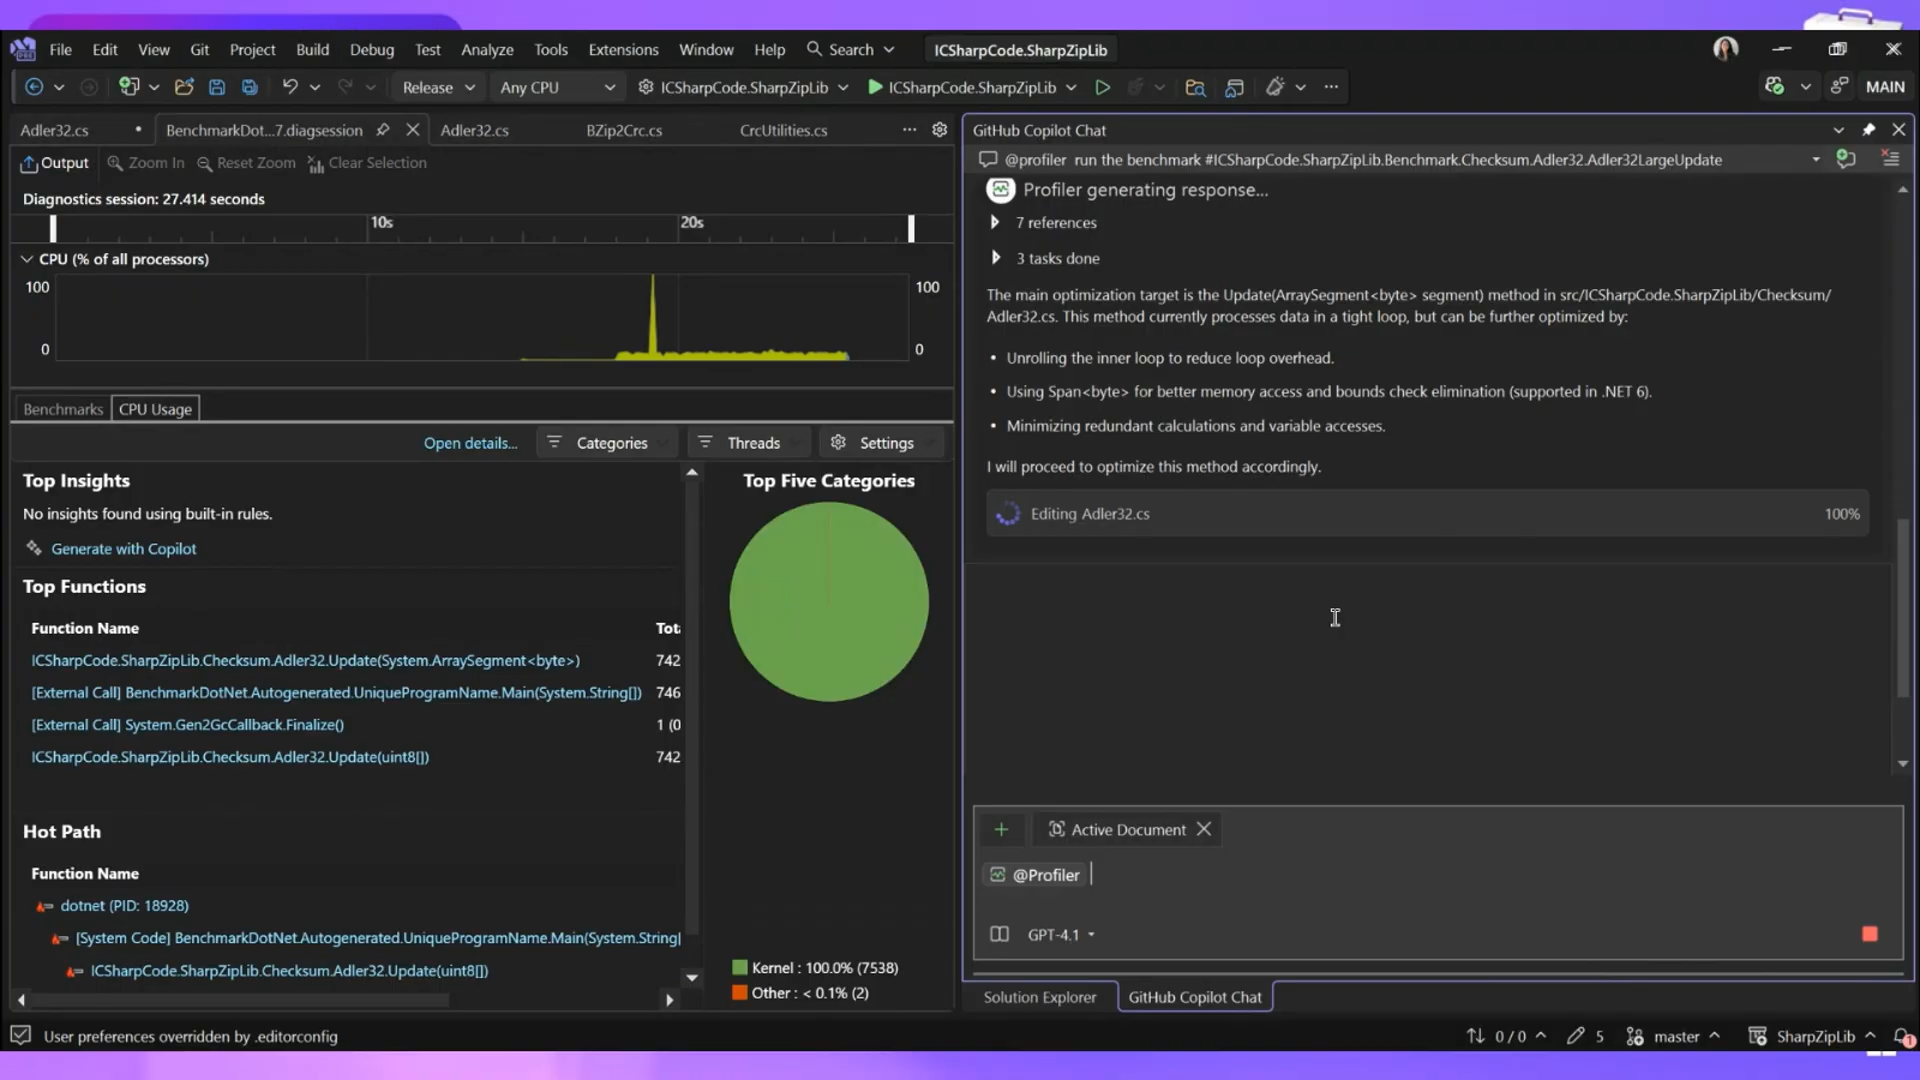 File Edit View Git Project Build Debug Test Analyze Tools Extensions Window Help Search ICSharpCode.SharpZipLib
Release Any CPU ICSharpCode.SharpZipLib ICSharpCode.SharpZipLib MAIN
Adler32.cs BenchmarkDot...7.diagsession Adler32.cs BZip2Crc.cs CrcUtilities.cs
Output Zoom In Reset Zoom Clear Selection
Diagnostics session: 27.414 seconds
10s 20s
CPU (% of all processors)
100 100
0 0
Benchmarks CPU Usage
Open details... Categories Threads Settings
Top Insights
No insights found using built-in rules.
Generate with Copilot
Top Functions
Function Name
ICSharpCode.SharpZipLib.Checksum.Adler32.Update(System.ArraySegment<byte>) 742
[External Call] BenchmarkDotNet.Autogenerated.UniqueProgramName.Main(System.String[]) 746
[External Call] System.Gen2GcCallback.Finalize() 1 (0
ICSharpCode.SharpZipLib.Checksum.Adler32.Update(uint8[]) 742
Hot Path
Function Name
dotnet (PID: 18928)
[System Code] BenchmarkDotNet.Autogenerated.UniqueProgramName.Main(System.String[
ICSharpCode.SharpZipLib.Checksum.Adler32.Update(uint8[])
Top Five Categories
Kernel : 100.0% (7538)
Other : < 0.1% (2)
GitHub Copilot Chat
@profiler run the benchmark #ICSharpCode.SharpZipLib.Benchmark.Checksum.Adler32.Adler32LargeUpdate
Profiler generating response...
7 references
3 tasks done
The main optimization target is the Update(ArraySegment<byte> segment) method in src/ICSharpCode.SharpZipLib/Checksum/
Adler32.cs. This method currently processes data in a tight loop, but can be further optimized by:
• Unrolling the inner loop to reduce loop overhead.
• Using Span<byte> for better memory access and bounds check elimination (supported in .NET 6).
• Minimizing redundant calculations and variable accesses.
I will proceed to optimize this method accordingly.
Editing Adler32.cs 100%
Active Document
@Profiler
GPT-4.1
Solution Explorer GitHub Copilot Chat
User preferences overridden by .editorconfig 0 / 0 5 master SharpZipLib 1